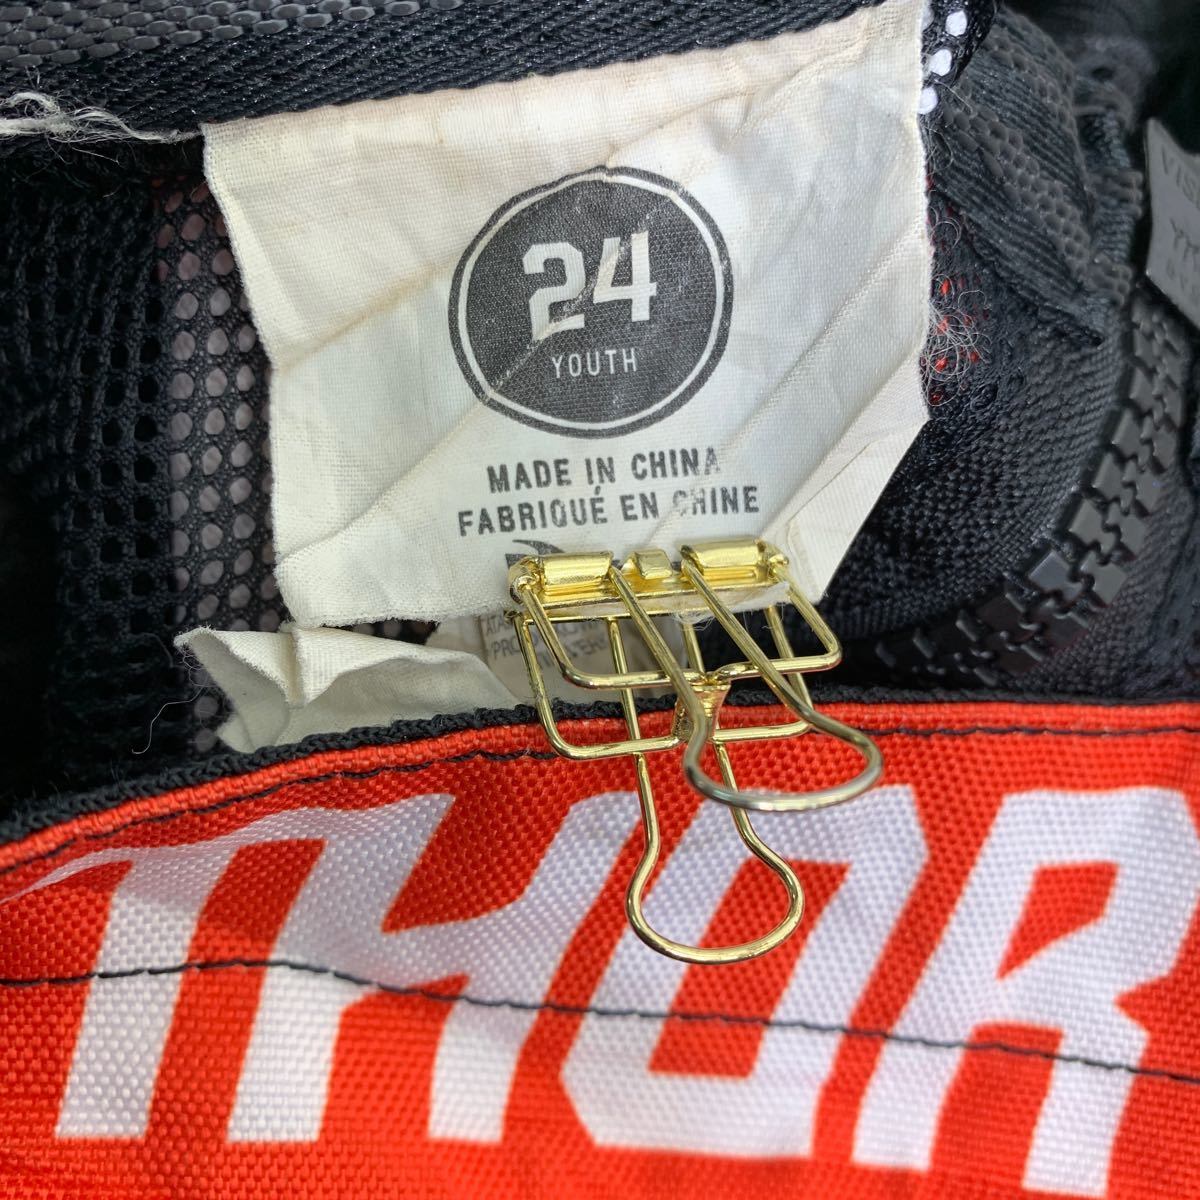 24
YOUTH
MADE IN CHINA
FABRIQUÉ EN CHINE
THOR